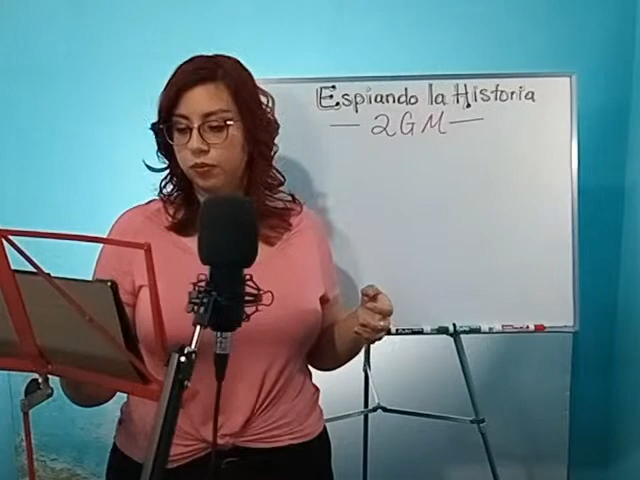 Espiando la Historia
— 2GM —